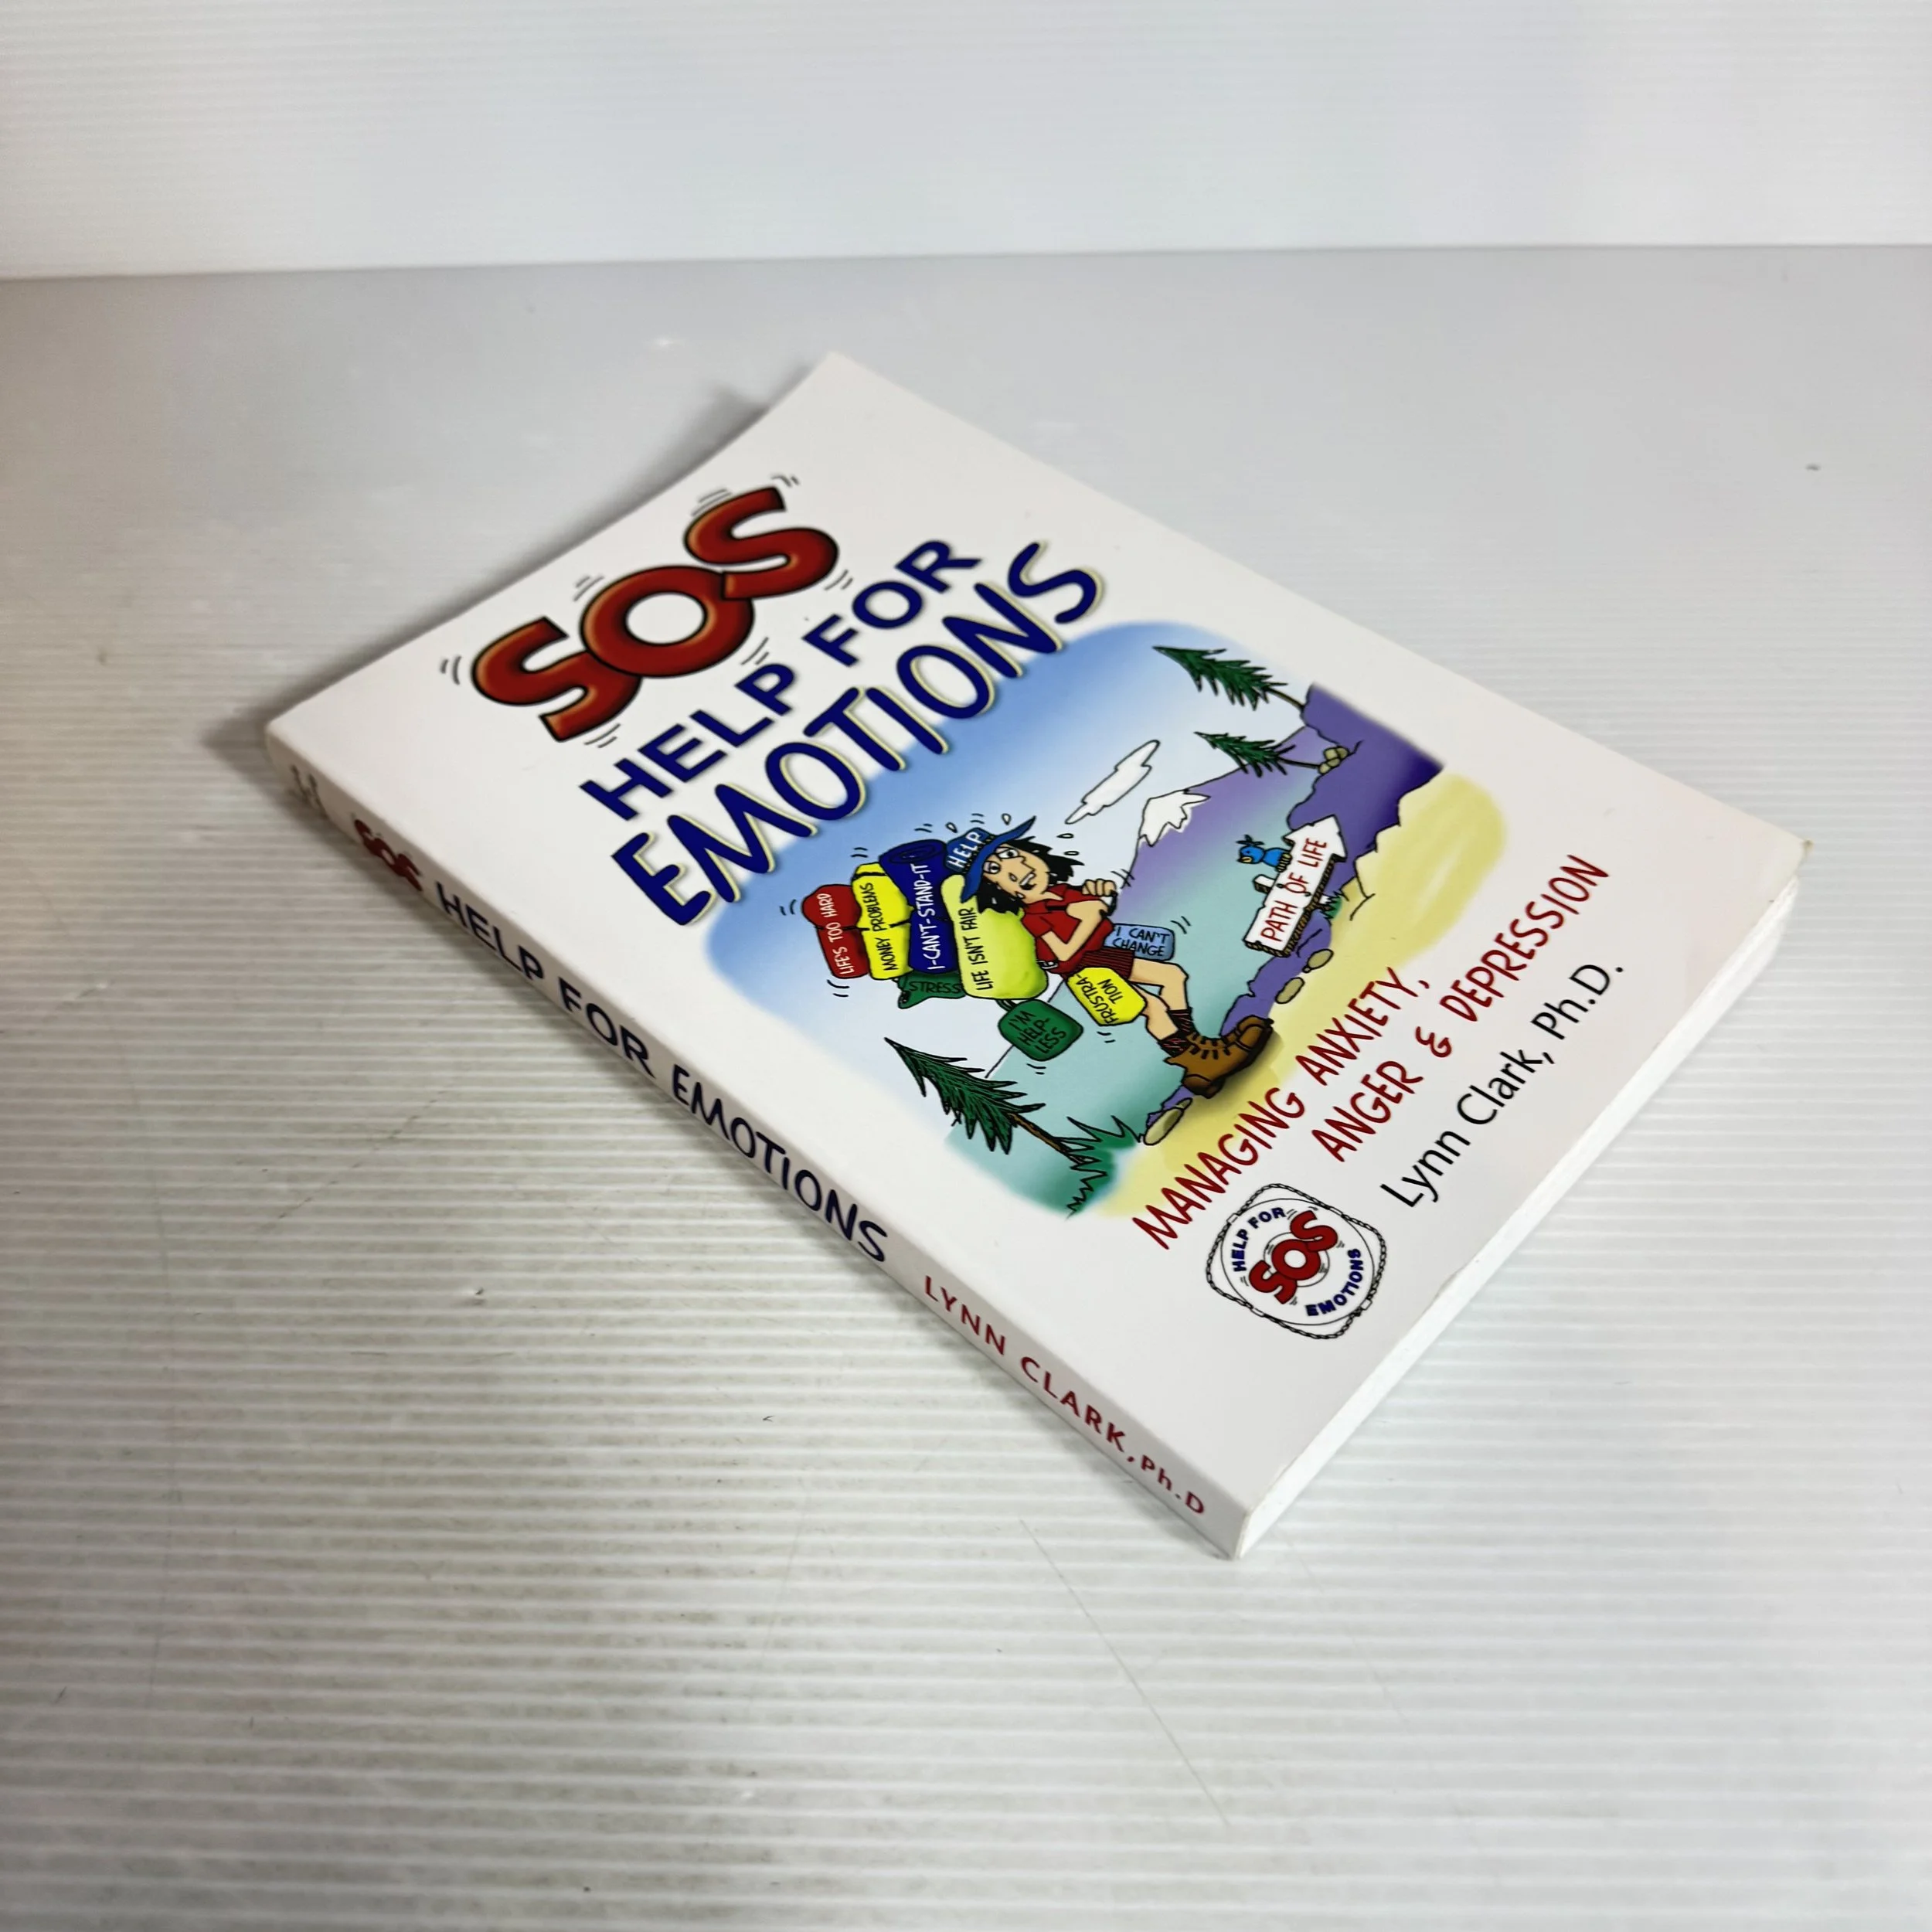 SOS
HELP FOR
EMOTIONS
HELP
LIFE'S TOO HARD
MONEY PROBLEMS
I-CAN'T-STAND-IT
LIFE ISN'T FAIR
STRESS
I'M
HELP-
LESS
FRUSTRA-
TION
I CAN'T
CHANGE
PATH OF LIFE
MANAGING ANXIETY,
ANGER & DEPRESSION
Lynn Clark, Ph.D.
HELP FOR
SOS
EMOTIONS
SOS HELP FOR EMOTIONS LYNN CLARK, Ph.D